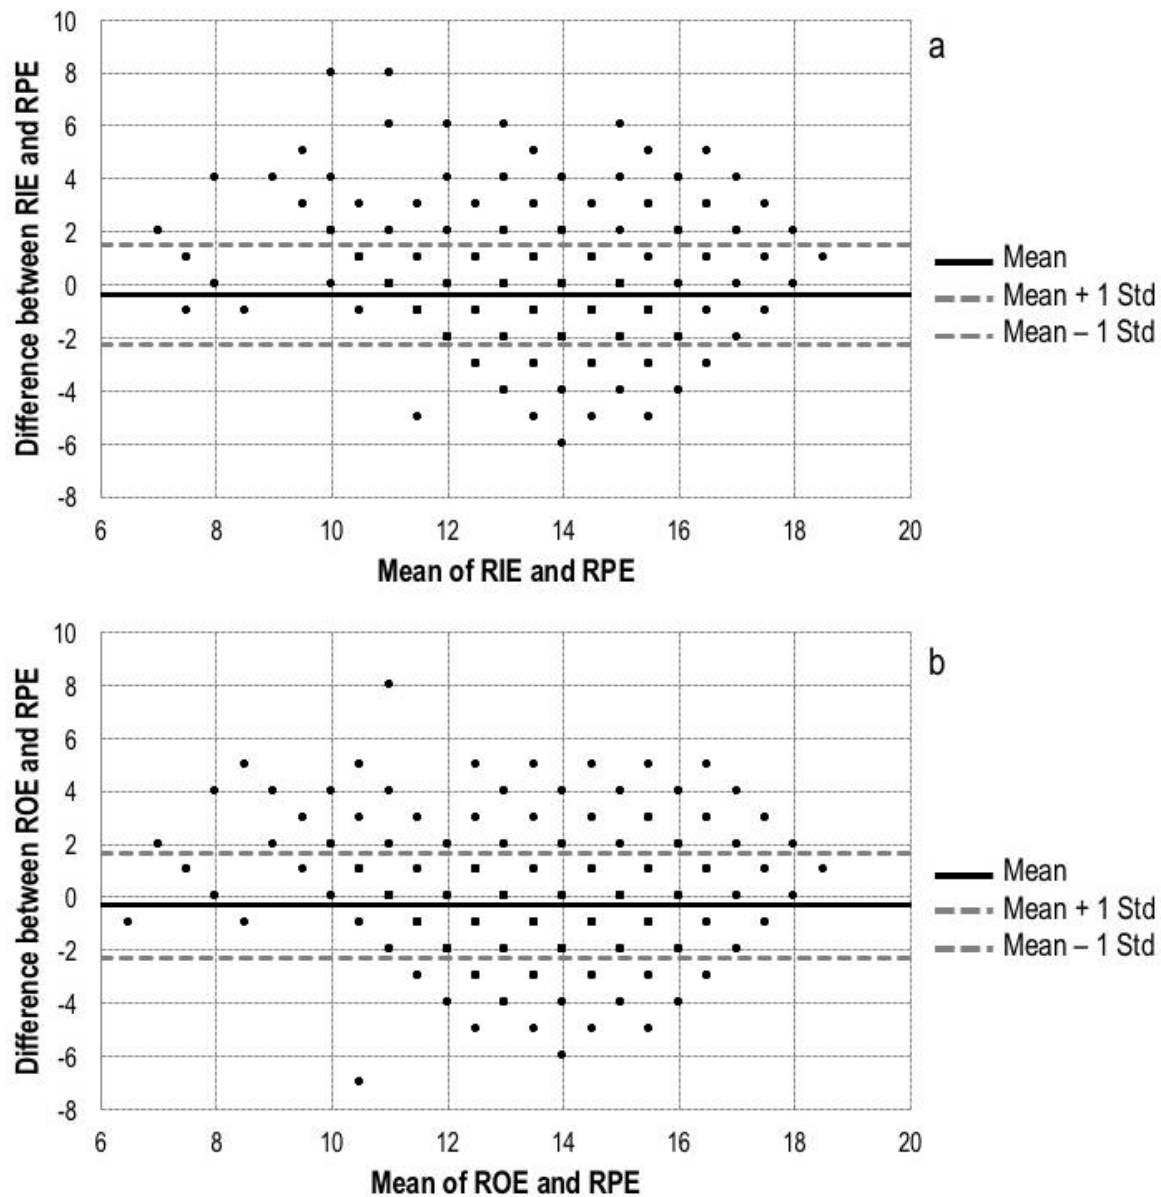 a
Difference between RIE and RPE
10
8
6
4
2
0
-2
-4
-6
-8
6 8 10 12 14 16 18 20
Mean of RIE and RPE
Mean
Mean + 1 Std
Mean – 1 Std
b
Difference between ROE and RPE
10
8
6
4
2
0
-2
-4
-6
-8
6 8 10 12 14 16 18 20
Mean of ROE and RPE
Mean
Mean + 1 Std
Mean – 1 Std